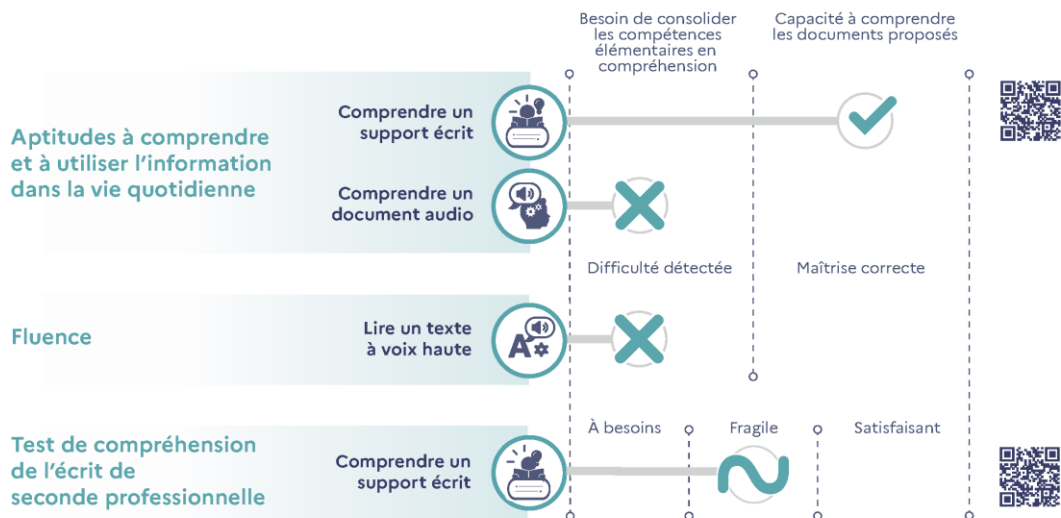 Besoin de consolider
les compétences
élémentaires en
compréhension
Capacité à comprendre
les documents proposés
Aptitudes à comprendre
et à utiliser l'information
dans la vie quotidienne
Comprendre un
support écrit
Comprendre un
document audio
Difficulté détectée
Maîtrise correcte
Fluence
Lire un texte
à voix haute
A
À besoins
Fragile
Satisfaisant
Test de compréhension
de l'écrit de
seconde professionnelle
Comprendre un
support écrit